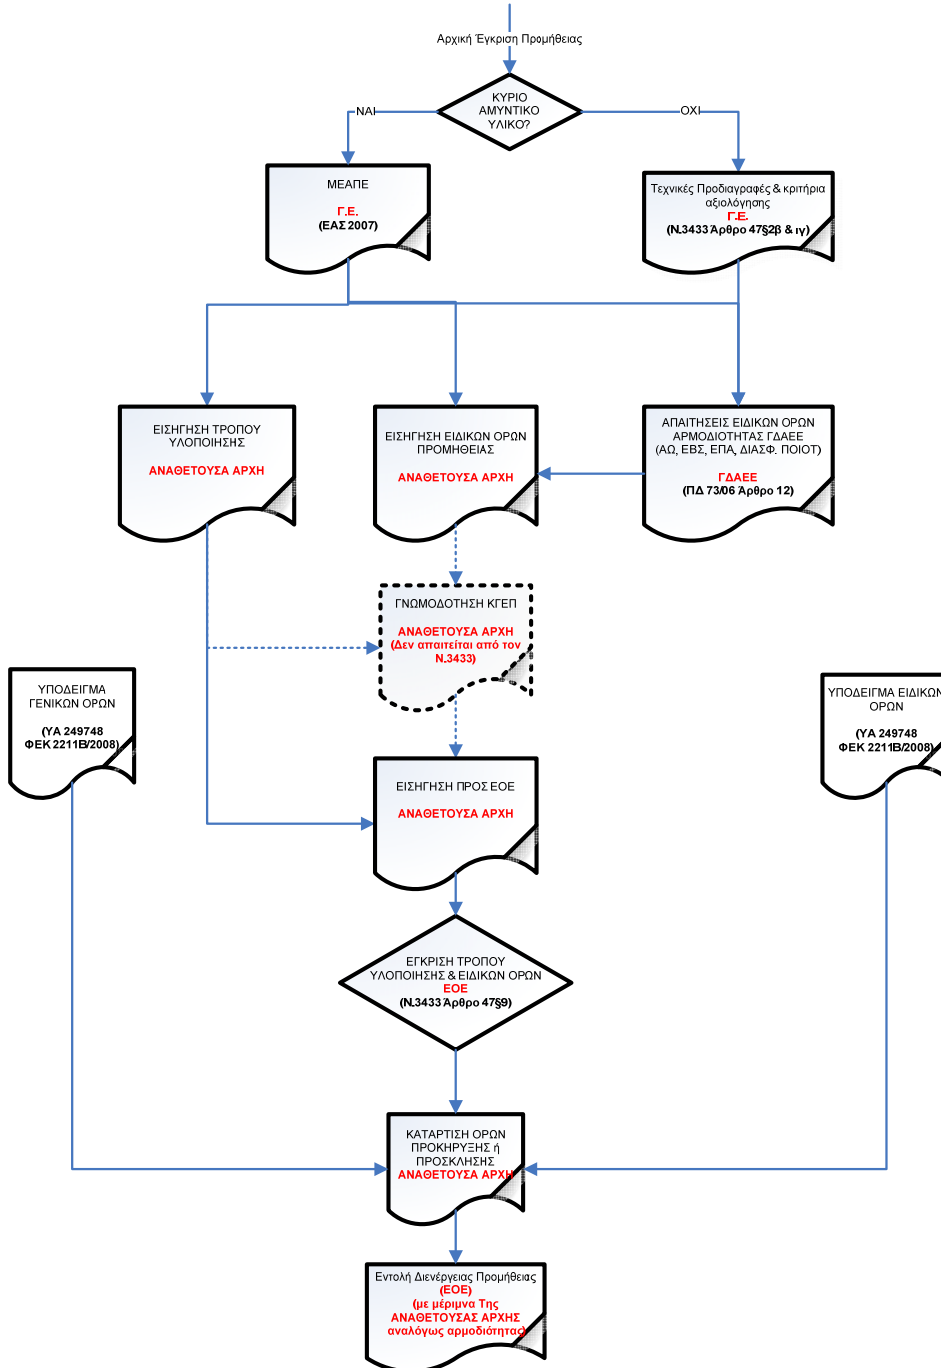 Αρχική Έγκριση Προμήθειας
ΚΥΡΙΟ
ΑΜΥΝΤΙΚΟ
ΥΛΙΚΟ?
ΝΑΙ
ΟΧΙ
ΜΕΑΠΕ
Γ.Ε.
(ΕΑΣ 2007)
Τεχνικές Προδιαγραφές & κριτήρια
αξιολόγησης
Γ.Ε.
(Ν.3433 Άρθρο 47§2β & ιγ)
ΕΙΣΗΓΗΣΗ ΤΡΟΠΟΥ
ΥΛΟΠΟΙΗΣΗΣ
ΑΝΑΘΕΤΟΥΣΑ ΑΡΧΗ
ΕΙΣΗΓΗΣΗ ΕΙΔΙΚΩΝ ΟΡΩΝ
ΠΡΟΜΗΘΕΙΑΣ
ΑΝΑΘΕΤΟΥΣΑ ΑΡΧΗ
ΑΠΑΙΤΗΣΕΙΣ ΕΙΔΙΚΩΝ ΟΡΩΝ
ΑΡΜΟΔΙΟΤΗΤΑΣ ΓΔΑΕΕ
(ΑΩ, ΕΒΣ, ΕΠΑ, ΔΙΑΣΦ. ΠΟΙΟΤ)
ΓΔΑΕΕ
(ΠΔ 73/06 Άρθρο 12)
ΓΝΩΜΟΔΟΤΗΣΗ ΚΓΕΠ
ΑΝΑΘΕΤΟΥΣΑ ΑΡΧΗ
(Δεν απαιτείται από τον
Ν.3433)
ΥΠΟΔΕΙΓΜΑ
ΓΕΝΙΚΩΝ ΟΡΩΝ
(ΥΑ 249748
ΦΕΚ 2211Β/2008)
ΥΠΟΔΕΙΓΜΑ ΕΙΔΙΚΩΝ
ΟΡΩΝ
(ΥΑ 249748
ΦΕΚ 2211Β/2008)
ΕΙΣΗΓΗΣΗ ΠΡΟΣ ΕΟΕ
ΑΝΑΘΕΤΟΥΣΑ ΑΡΧΗ
ΕΓΚΡΙΣΗ ΤΡΟΠΟΥ
ΥΛΟΠΟΙΗΣΗΣ & ΕΙΔΙΚΩΝ ΟΡΩΝ
ΕΟΕ
(Ν.3433 Άρθρο 47§9)
ΚΑΤΑΡΤΙΣΗ ΟΡΩΝ
ΠΡΟΚΗΡΥΞΗΣ ή
ΠΡΟΣΚΛΗΣΗΣ
ΑΝΑΘΕΤΟΥΣΑ ΑΡΧΗ
Εντολή Διενέργειας Προμήθειας
(ΕΟΕ)
(με μέριμνα Της
ΑΝΑΘΕΤΟΥΣΑΣ ΑΡΧΗΣ
αναλόγως αρμοδιότητας)